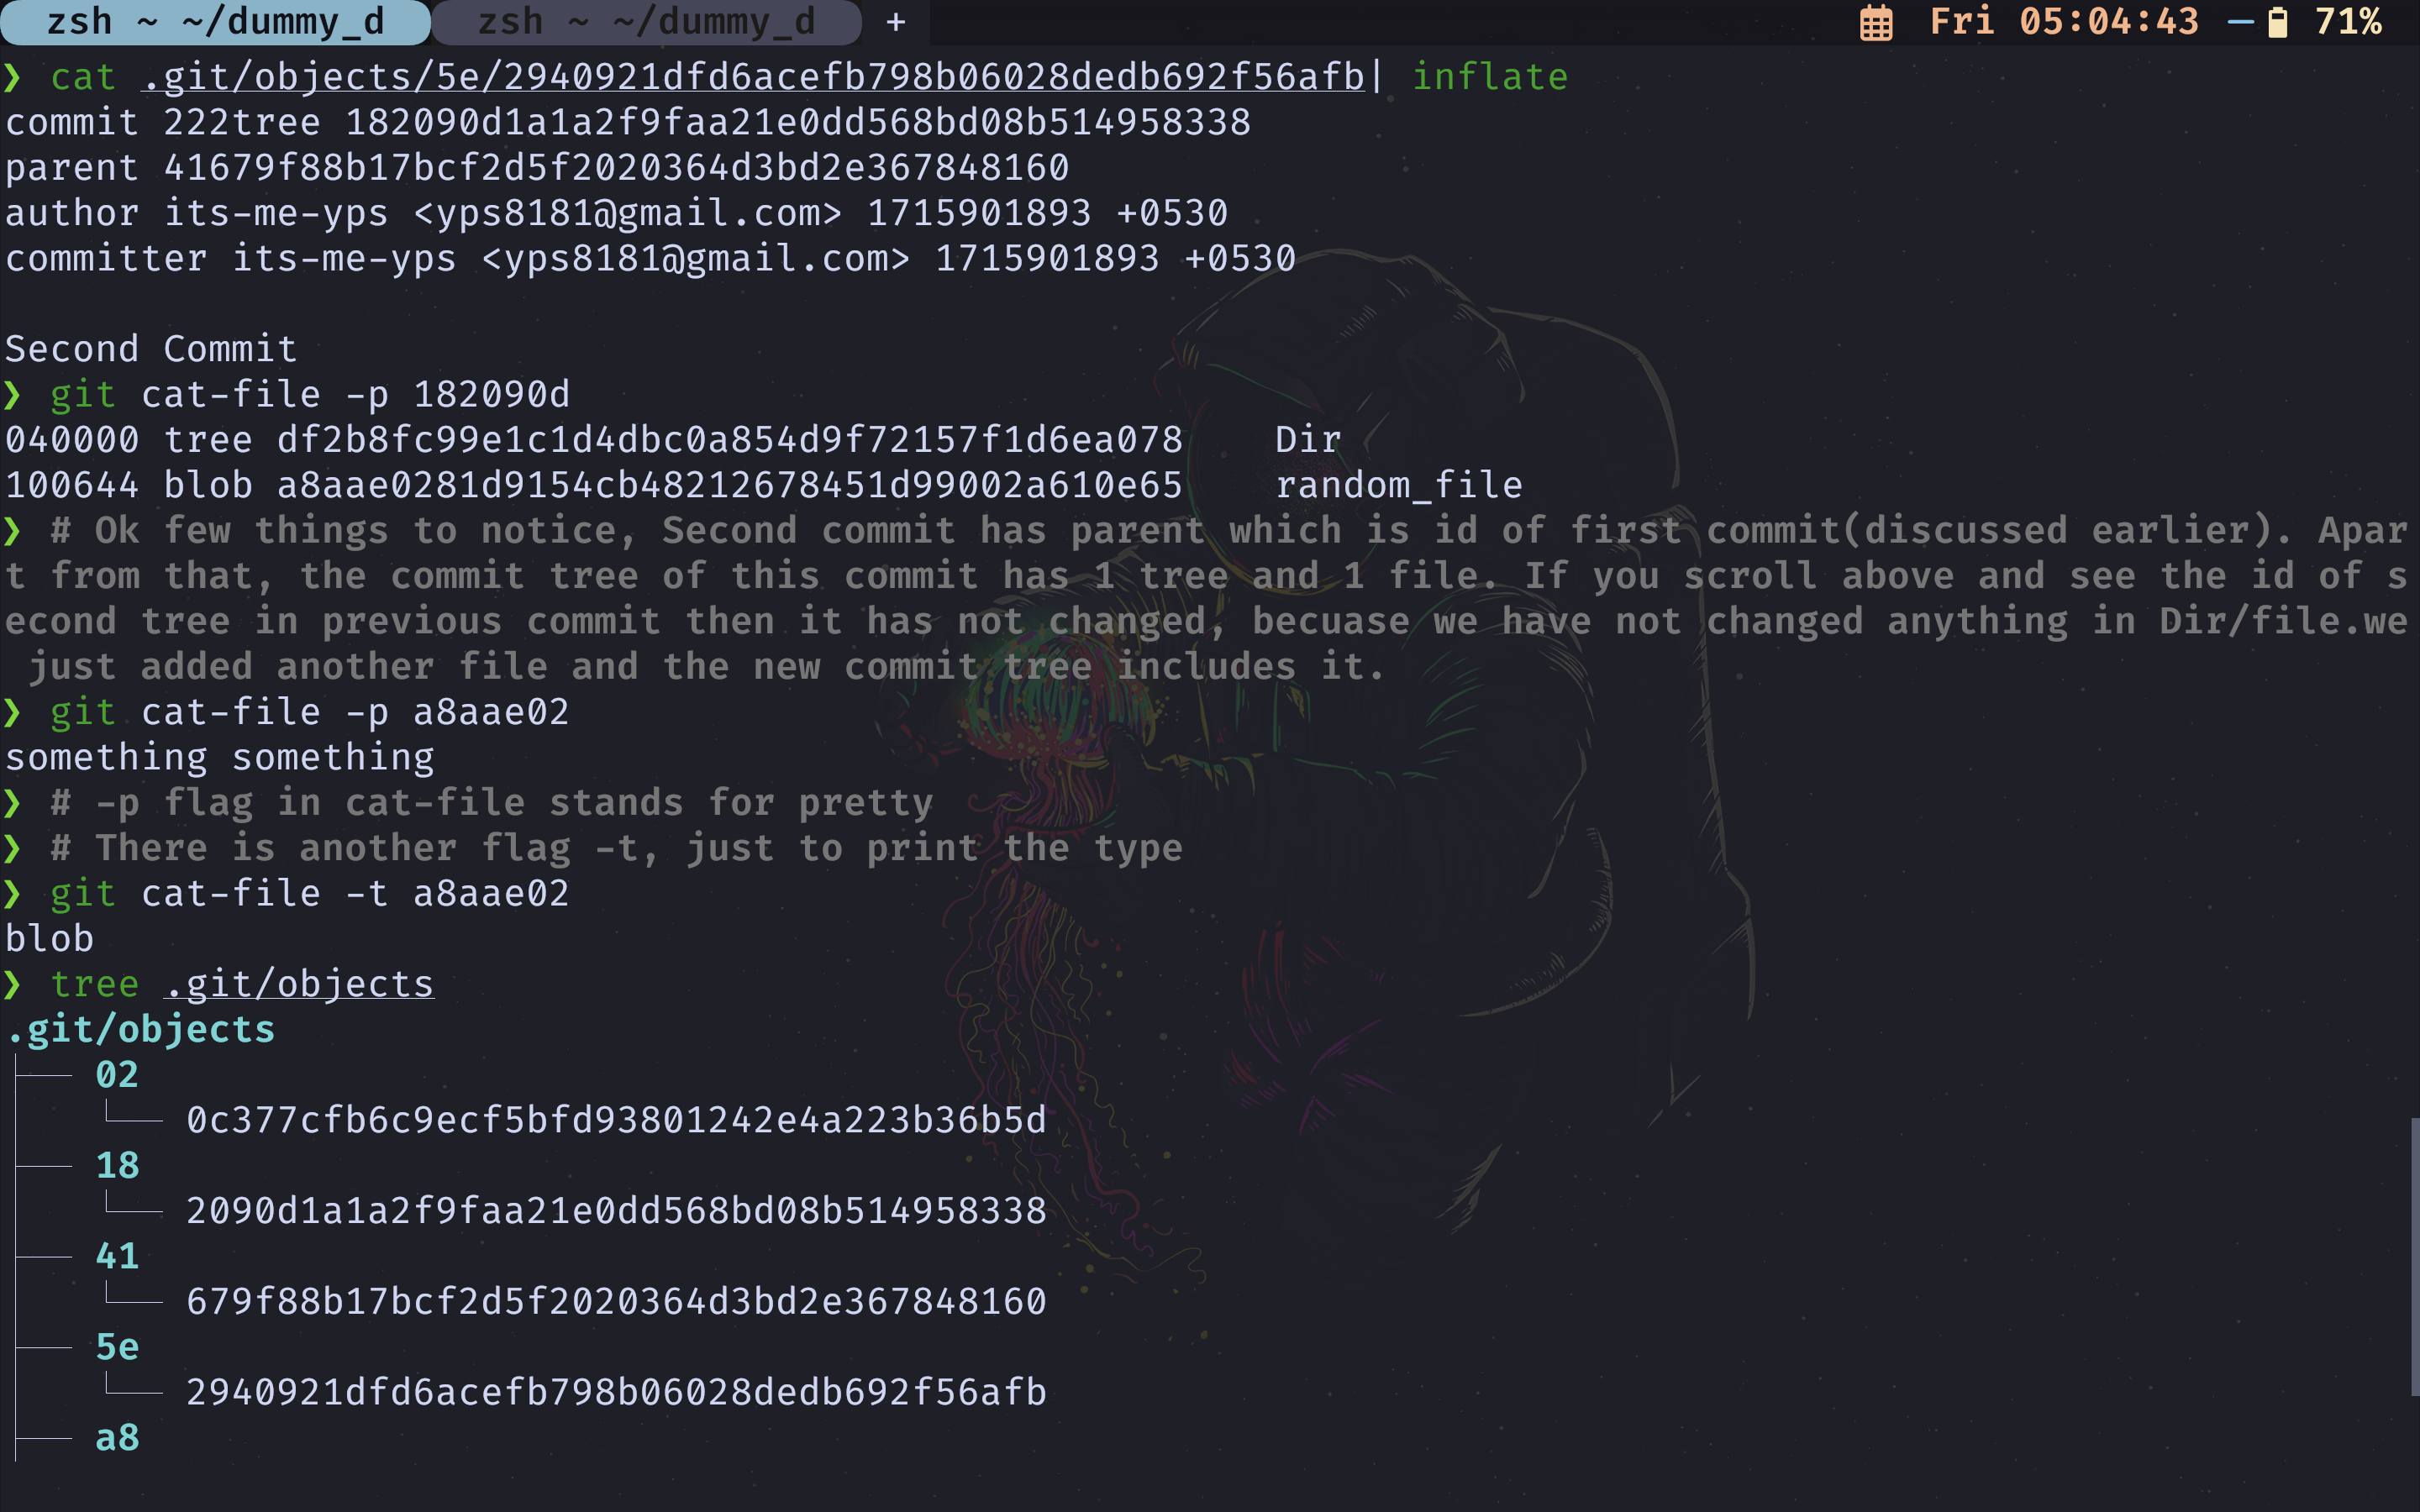 zsh ~ ~/dummy_d zsh ~ ~/dummy_d + Fri 05:04:43 71%
❯ cat .git/objects/5e/2940921dfd6acefb798b06028dedb692f56afb| inflate
commit 222tree 182090d1a1a2f9faa21e0dd568bd08b514958338
parent 41679f88b17bcf2d5f2020364d3bd2e367848160
author its-me-yps <yps8181@gmail.com> 1715901893 +0530
committer its-me-yps <yps8181@gmail.com> 1715901893 +0530
Second Commit
❯ git cat-file -p 182090d
040000 tree df2b8fc99e1c1d4dbc0a854d9f72157f1d6ea078 Dir
100644 blob a8aae0281d9154cb48212678451d99002a610e65 random_file
❯ # Ok few things to notice, Second commit has parent which is id of first commit(discussed earlier). Apar
t from that, the commit tree of this commit has 1 tree and 1 file. If you scroll above and see the id of s
econd tree in previous commit then it has not changed, becuase we have not changed anything in Dir/file.we
just added another file and the new commit tree includes it.
❯ git cat-file -p a8aae02
something something
❯ # -p flag in cat-file stands for pretty
❯ # There is another flag -t, just to print the type
❯ git cat-file -t a8aae02
blob
❯ tree .git/objects
.git/objects
├── 02
│   └── 0c377cfb6c9ecf5bfd93801242e4a223b36b5d
├── 18
│   └── 2090d1a1a2f9faa21e0dd568bd08b514958338
├── 41
│   └── 679f88b17bcf2d5f2020364d3bd2e367848160
├── 5e
│   └── 2940921dfd6acefb798b06028dedb692f56afb
├── a8